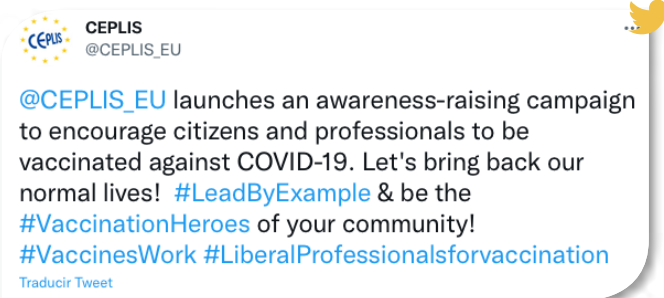 CEPLIS
CEPLIS
@CEPLIS_EU
@CEPLIS_EU launches an awareness-raising campaign
to encourage citizens and professionals to be
vaccinated against COVID-19. Let's bring back our
normal lives! #LeadByExample & be the
#VaccinationHeroes of your community!
#VaccinesWork #LiberalProfessionalsforvaccination
Traducir Tweet